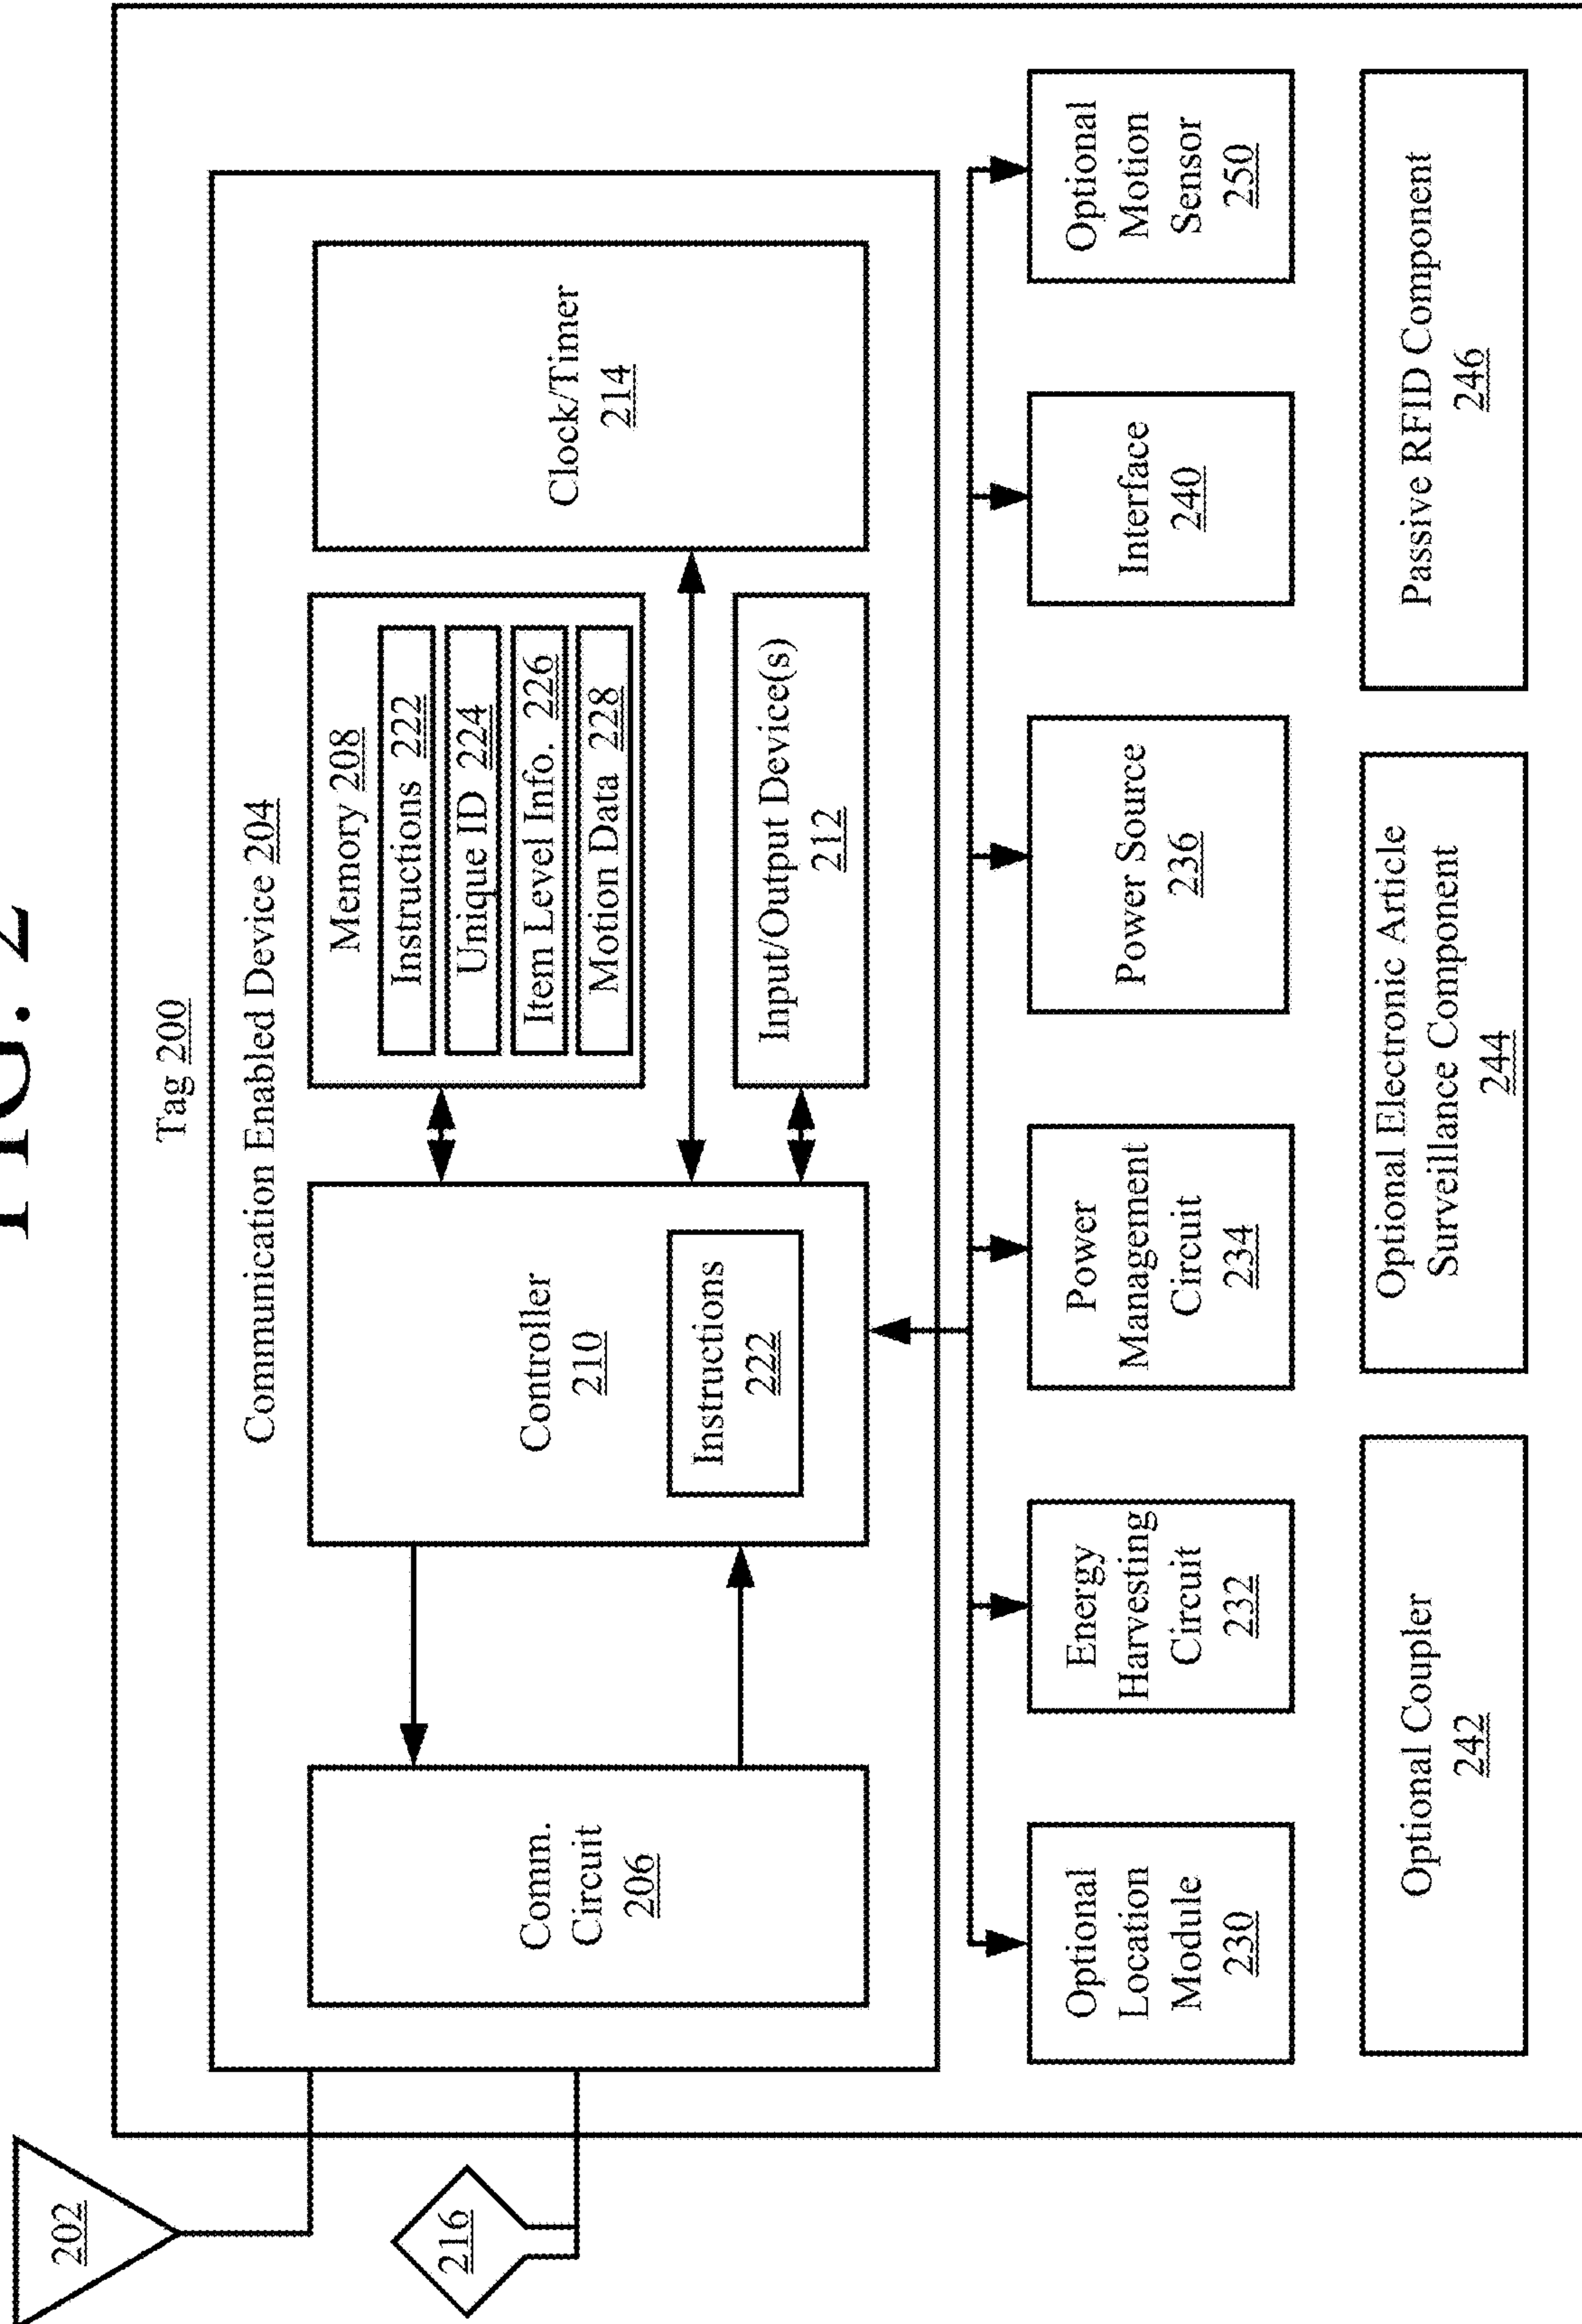 FIG. 2
Tag 200
Communication Enabled Device 204
202
216
Comm.
Circuit
206
Controller
210
Instructions
222
Memory 208
Instructions 222
Unique ID 224
Item Level Info. 226
Motion Data 228
Input/Output Device(s)
212
Clock/Timer
214
Optional
Location
Module
230
Energy
Harvesting
Circuit
232
Power
Management
Circuit
234
Power Source
236
Interface
240
Optional
Motion
Sensor
250
Optional Coupler
242
Optional Electronic Article
Surveillance Component
244
Passive RFID Component
246